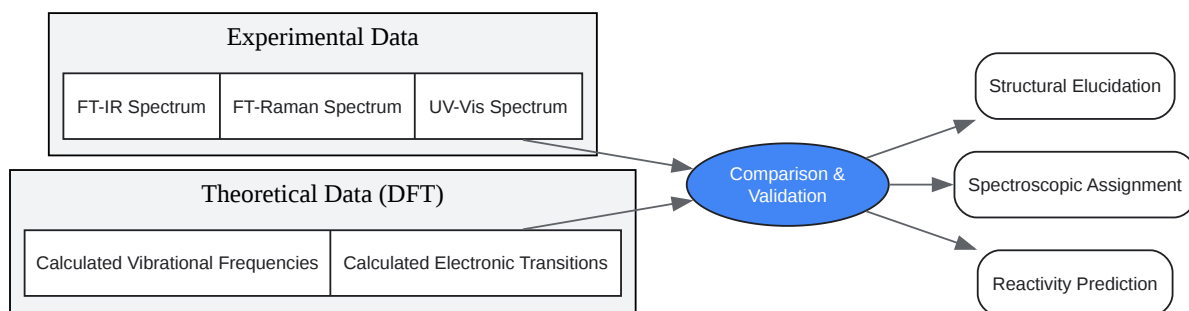 Experimental Data
FT-IR Spectrum
FT-Raman Spectrum
UV-Vis Spectrum
Theoretical Data (DFT)
Calculated Vibrational Frequencies
Calculated Electronic Transitions
Comparison &
Validation
Structural Elucidation
Spectroscopic Assignment
Reactivity Prediction